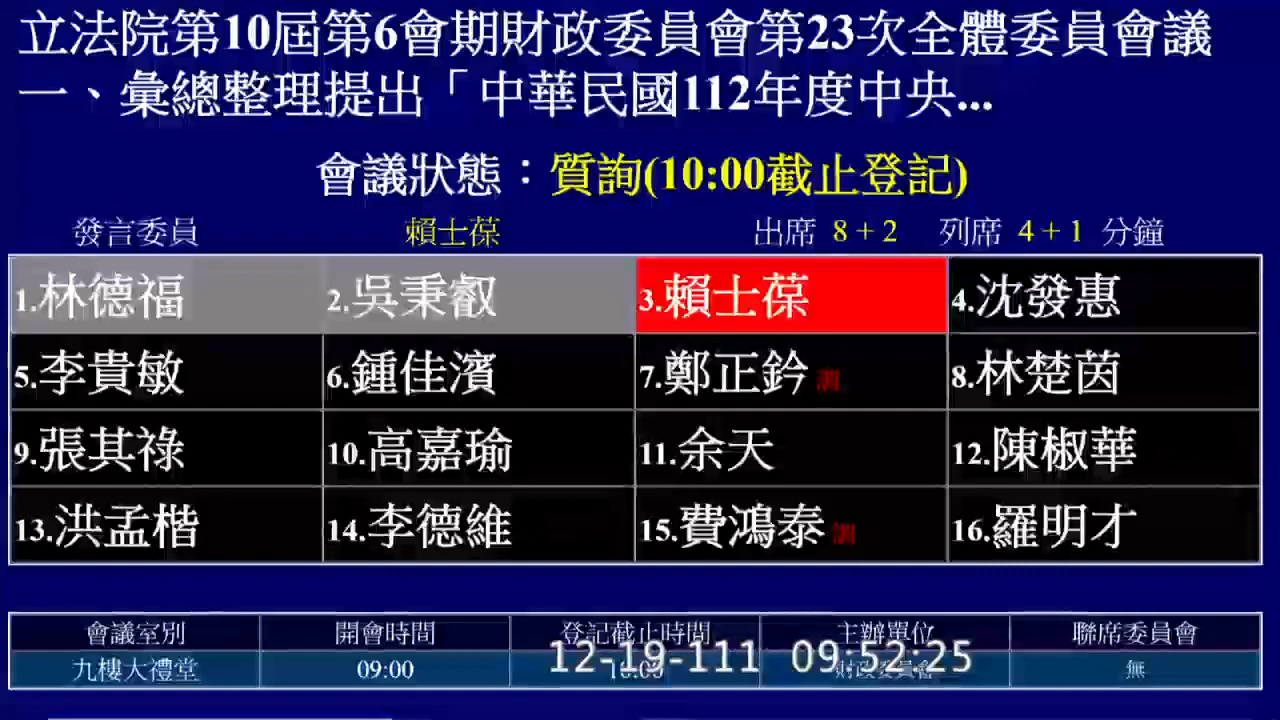 立法院第10屆第6會期財政委員會第23次全體委員會議
一、彙總整理提出「中華民國112年度中央...
會議狀態：質詢(10:00截止登記)
發言委員 賴士葆 出席 8 + 2 列席 4 + 1 分鐘
1.林德福 2.吳秉叡 3.賴士葆 4.沈發惠
5.李貴敏 6.鍾佳濱 7.鄭正鈐 8.林楚茵
9.張其祿 10.高嘉瑜 11.余天 12.陳椒華
13.洪孟楷 14.李德維 15.費鴻泰 16.羅明才
會議室別 開會時間 登記截止時間 主辦單位 聯席委員會
12-19-111 09:52:25
九樓大禮堂 09:00 10:00 財政委員會 無